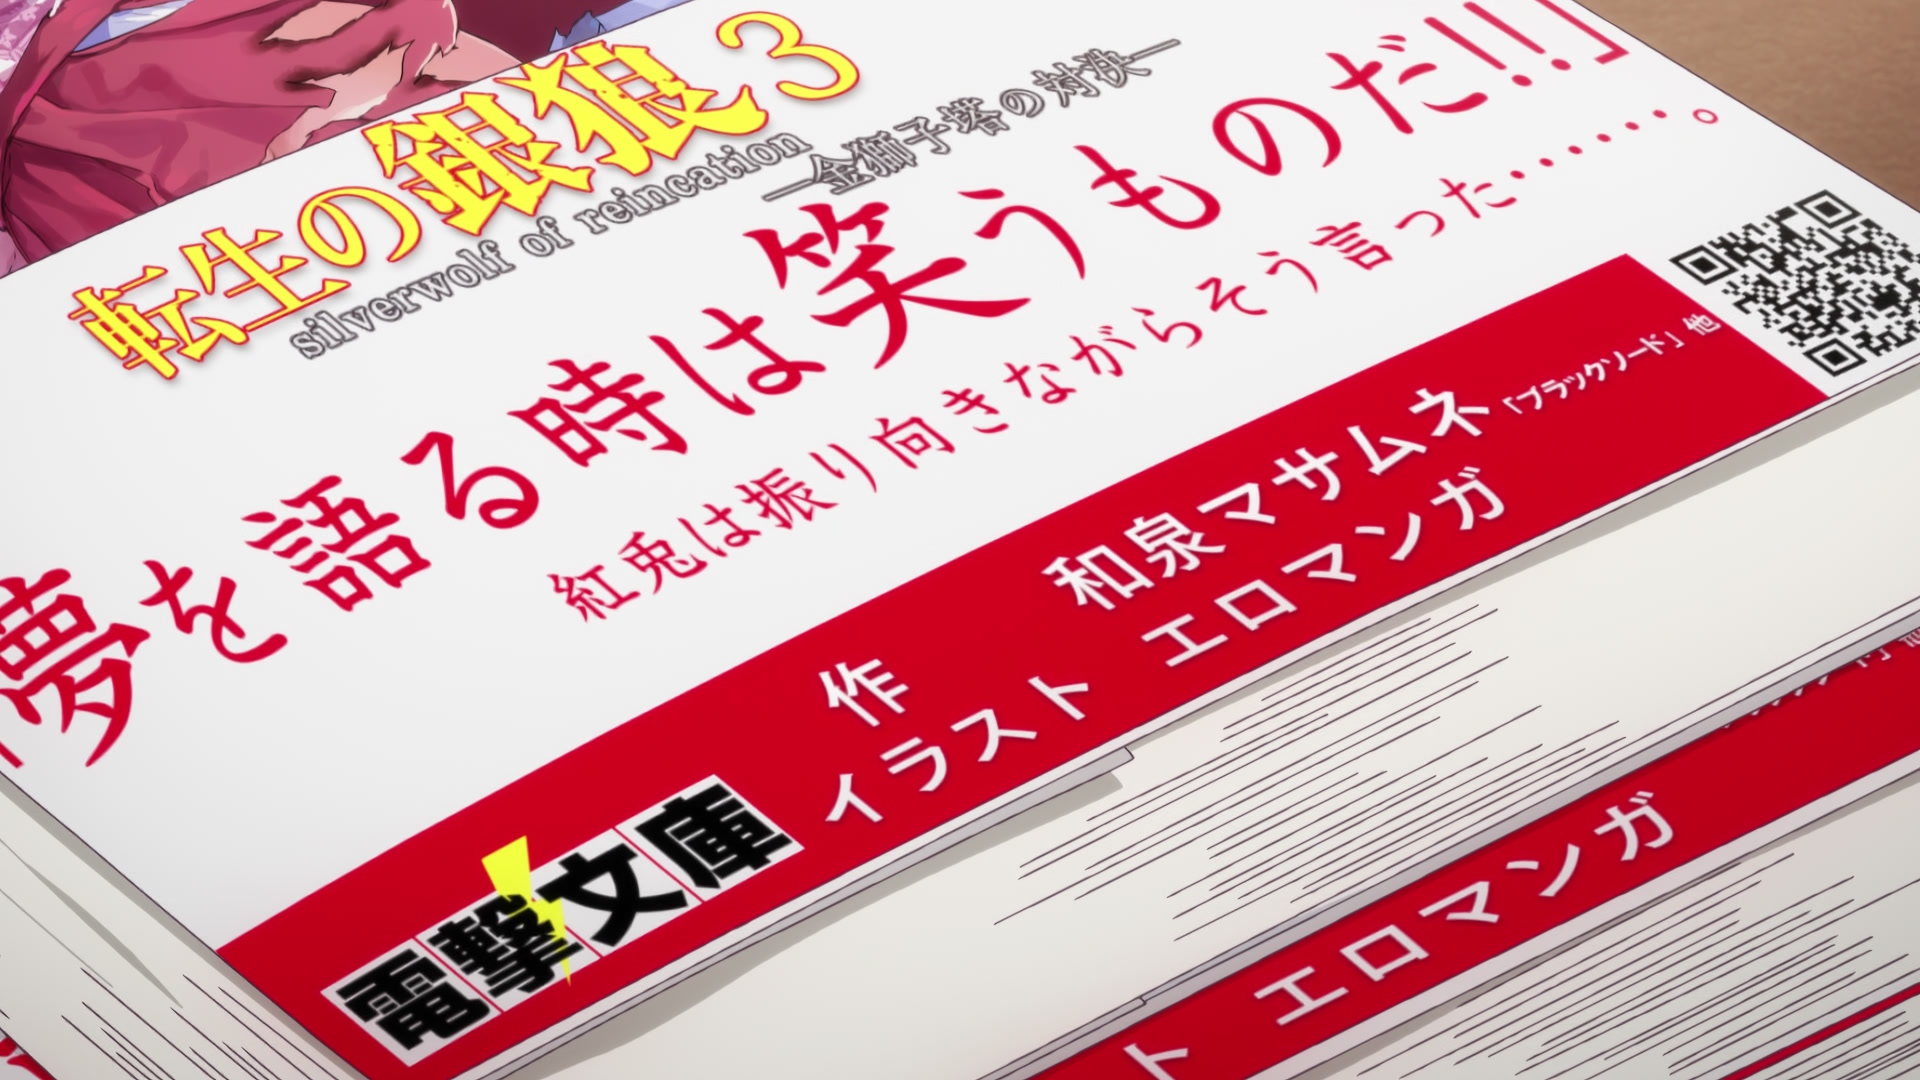 転生の銀狼3
silverwolf of reincation
―金獅子塔の対決―
「夢を語る時は笑うものだ!!」
紅兎は振り向きながらそう言った……。
作 和泉マサムネ 「ブラックソード」他
イラスト エロマンガ
電撃文庫
ト エロマンガ